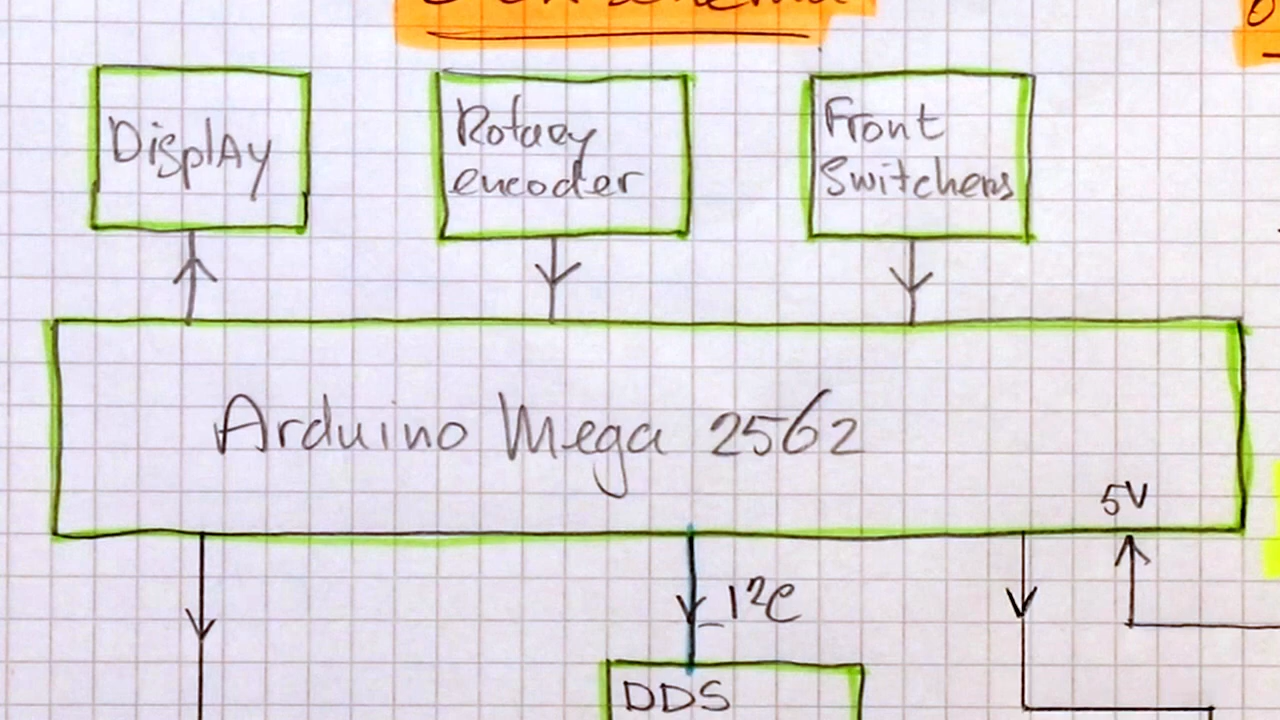 Display
Rotary
encoder
Front
Switchers
Arduino Mega 2562
5V
I²C
DDS